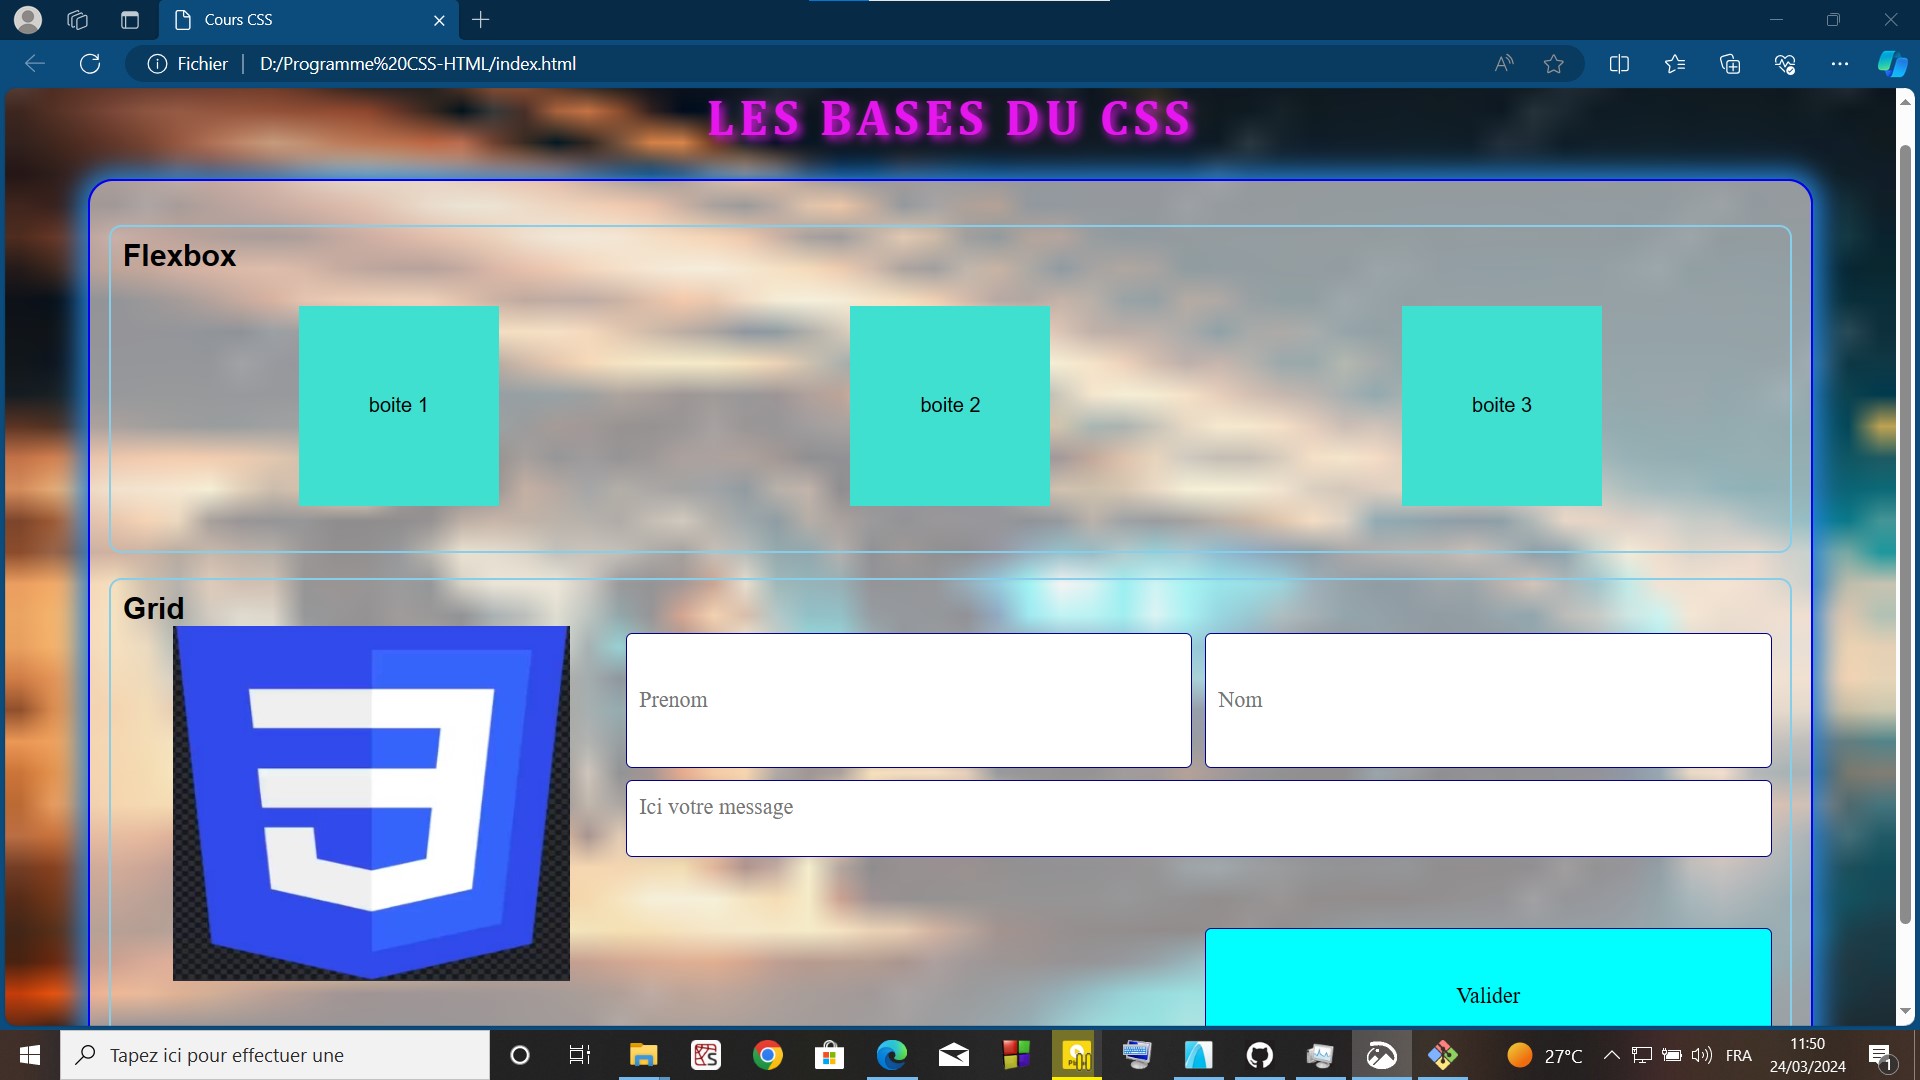 Cours CSS
Fichier
D:/Programme%20CSS-HTML/index.html
LES BASES DU CSS
Flexbox
boite 1
boite 2
boite 3
Grid
Prenom
Nom
Ici votre message
Valider
Tapez ici pour effectuer une
27°C
FRA
11:50
24/03/2024
1